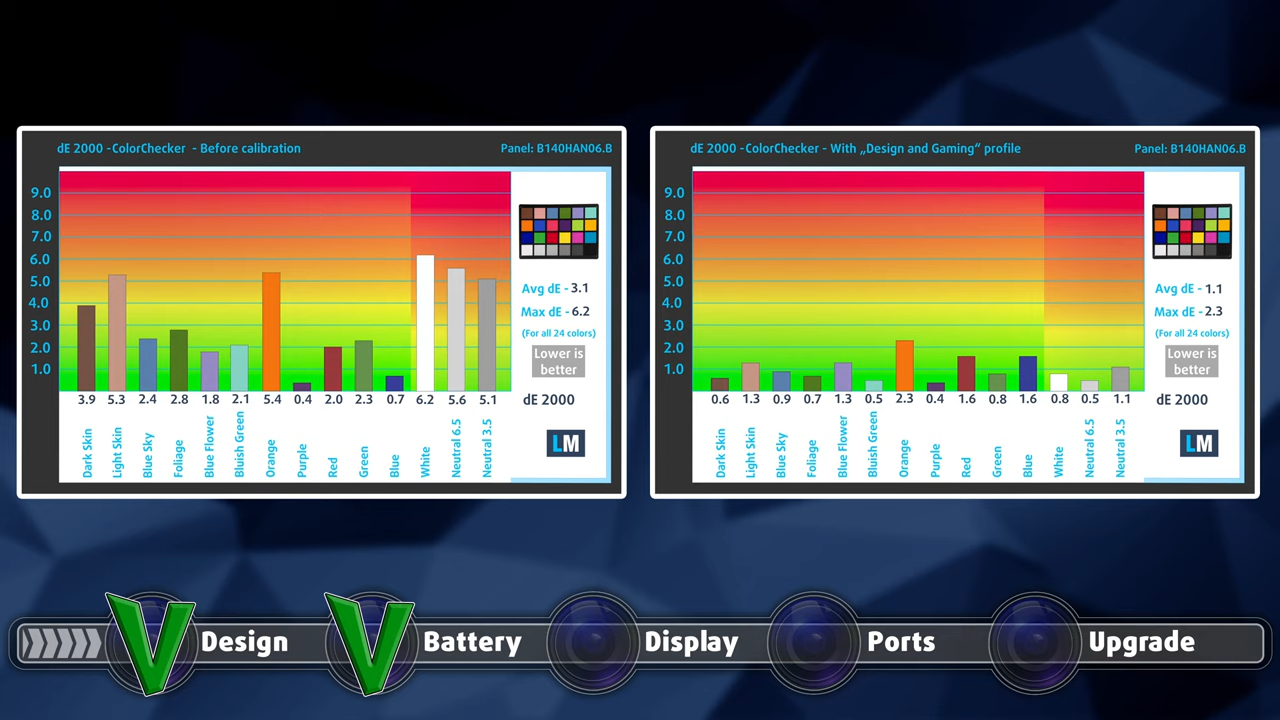 dE 2000 -ColorChecker - Before calibration
Panel: B140HAN06.B
9.0
8.0
7.0
6.0
5.0
4.0
3.0
2.0
1.0
Avg dE - 3.1
Max dE - 6.2
(For all 24 colors)
Lower is
better
3.9 5.3 2.4 2.8 1.8 2.1 5.4 0.4 2.0 2.3 0.7 6.2 5.6 5.1
dE 2000
Dark Skin
Light Skin
Blue Sky
Foliage
Blue Flower
Bluish Green
Orange
Purple
Red
Green
Blue
White
Neutral 6.5
Neutral 3.5
LM
dE 2000 -ColorChecker - With „Design and Gaming“ profile
Panel: B140HAN06.B
9.0
8.0
7.0
6.0
5.0
4.0
3.0
2.0
1.0
Avg dE - 1.1
Max dE - 2.3
(For all 24 colors)
Lower is
better
0.6 1.3 0.9 0.7 1.3 0.5 2.3 0.4 1.6 0.8 1.6 0.8 0.5 1.1
dE 2000
Dark Skin
Light Skin
Blue Sky
Foliage
Blue Flower
Bluish Green
Orange
Purple
Red
Green
Blue
White
Neutral 6.5
Neutral 3.5
LM
Design Battery Display Ports Upgrade